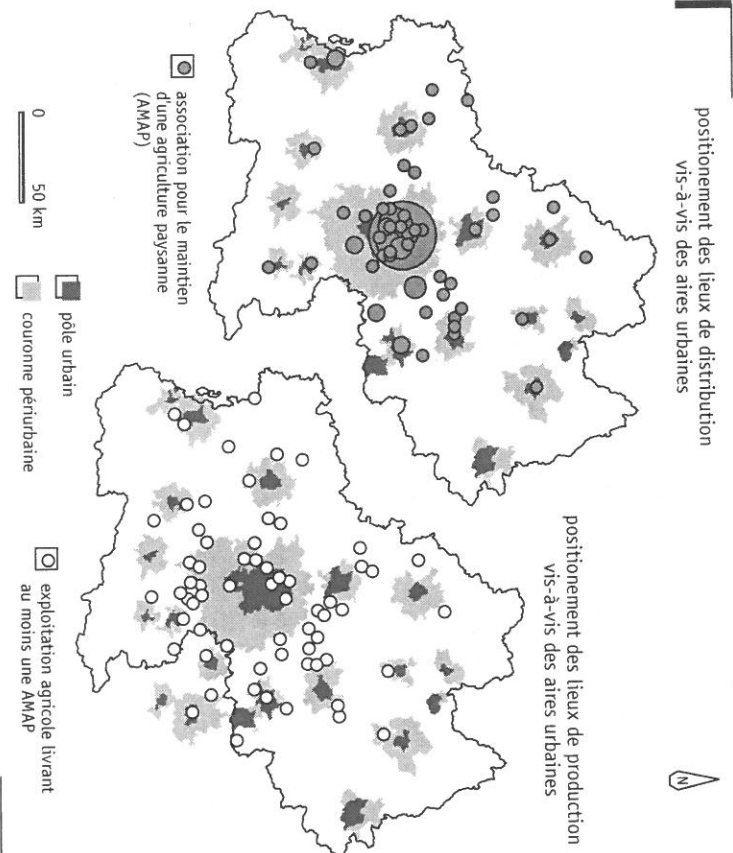 positionement des lieux de distribution
vis-à-vis des aires urbaines
positionement des lieux de production
vis-à-vis des aires urbaines
N
association pour le maintien
d'une agriculture paysanne
(AMAP)
0 50 km
pôle urbain
couronne périurbaine
exploitation agricole livrant
au moins une AMAP